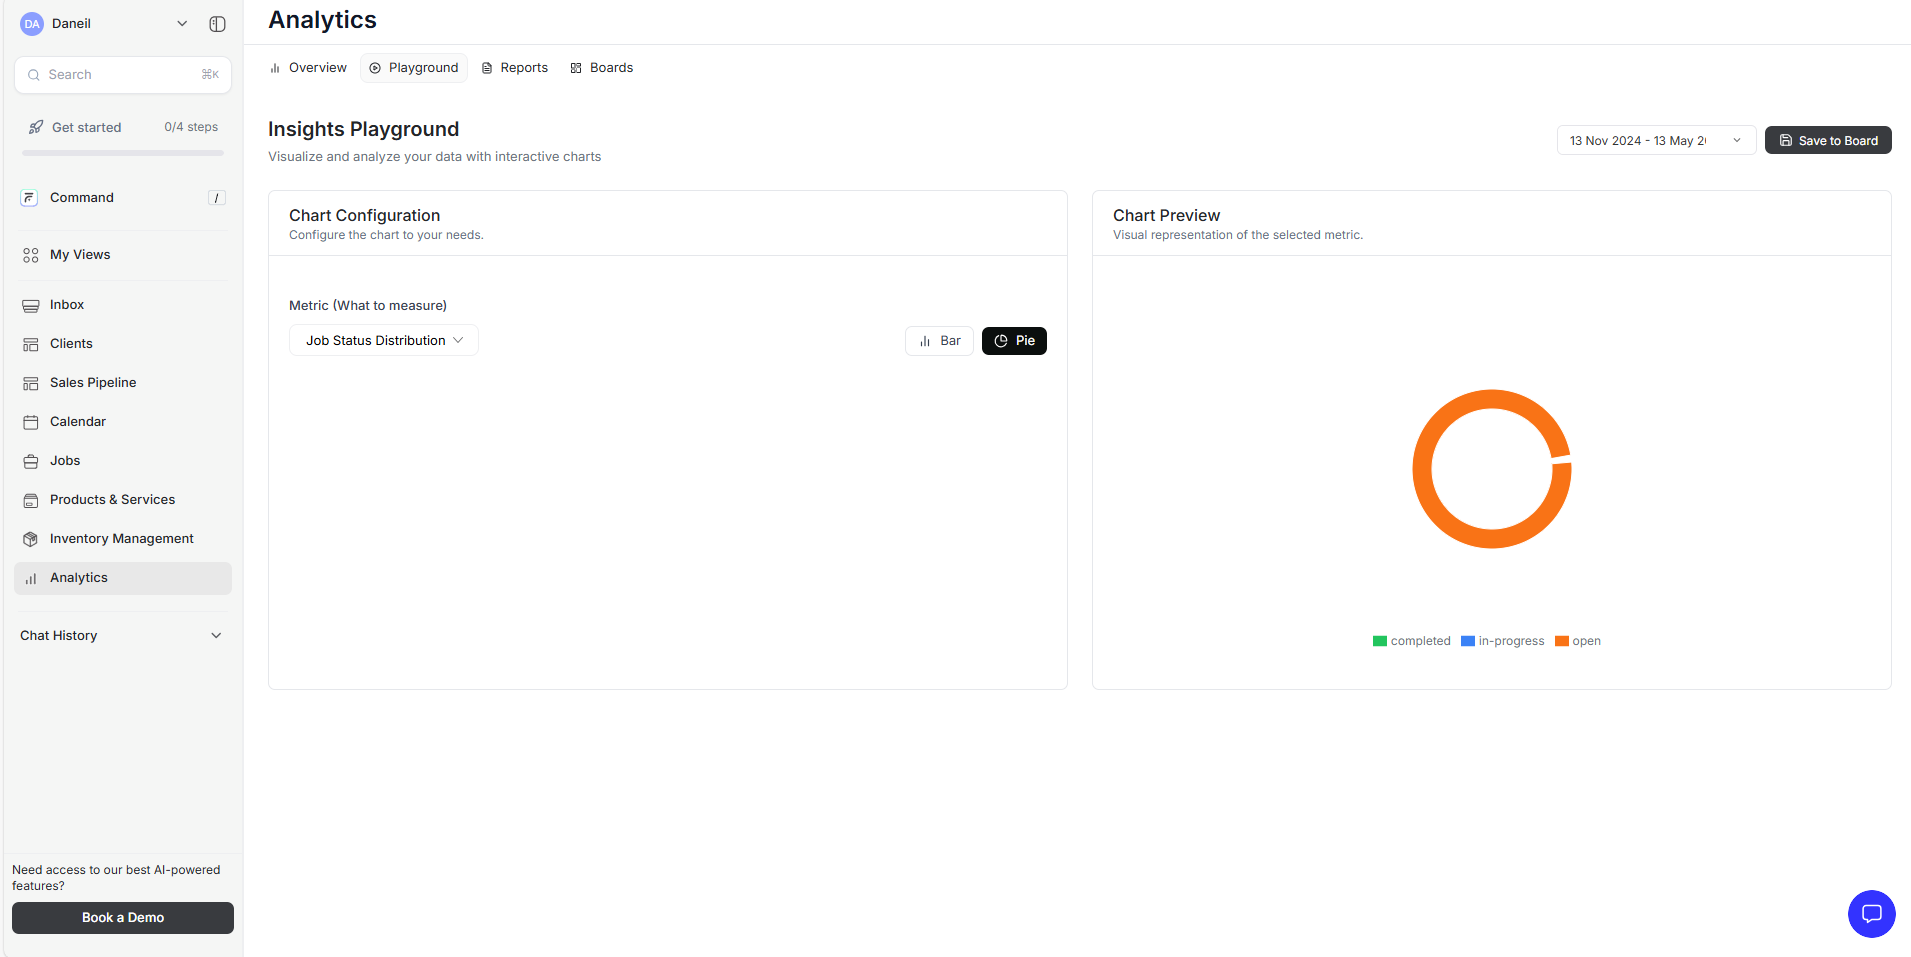 DA Daneil
Search ⌘K
Get started 0/4 steps
Command /
My Views
Inbox
Clients
Sales Pipeline
Calendar
Jobs
Products & Services
Inventory Management
Analytics
Chat History
Need access to our best AI-powered
features?
Book a Demo
Analytics
Overview Playground Reports Boards
Insights Playground
Visualize and analyze your data with interactive charts
13 Nov 2024 - 13 May
Save to Board
Chart Configuration
Configure the chart to your needs.
Metric (What to measure)
Job Status Distribution
Bar Pie
Chart Preview
Visual representation of the selected metric.
completed in-progress open